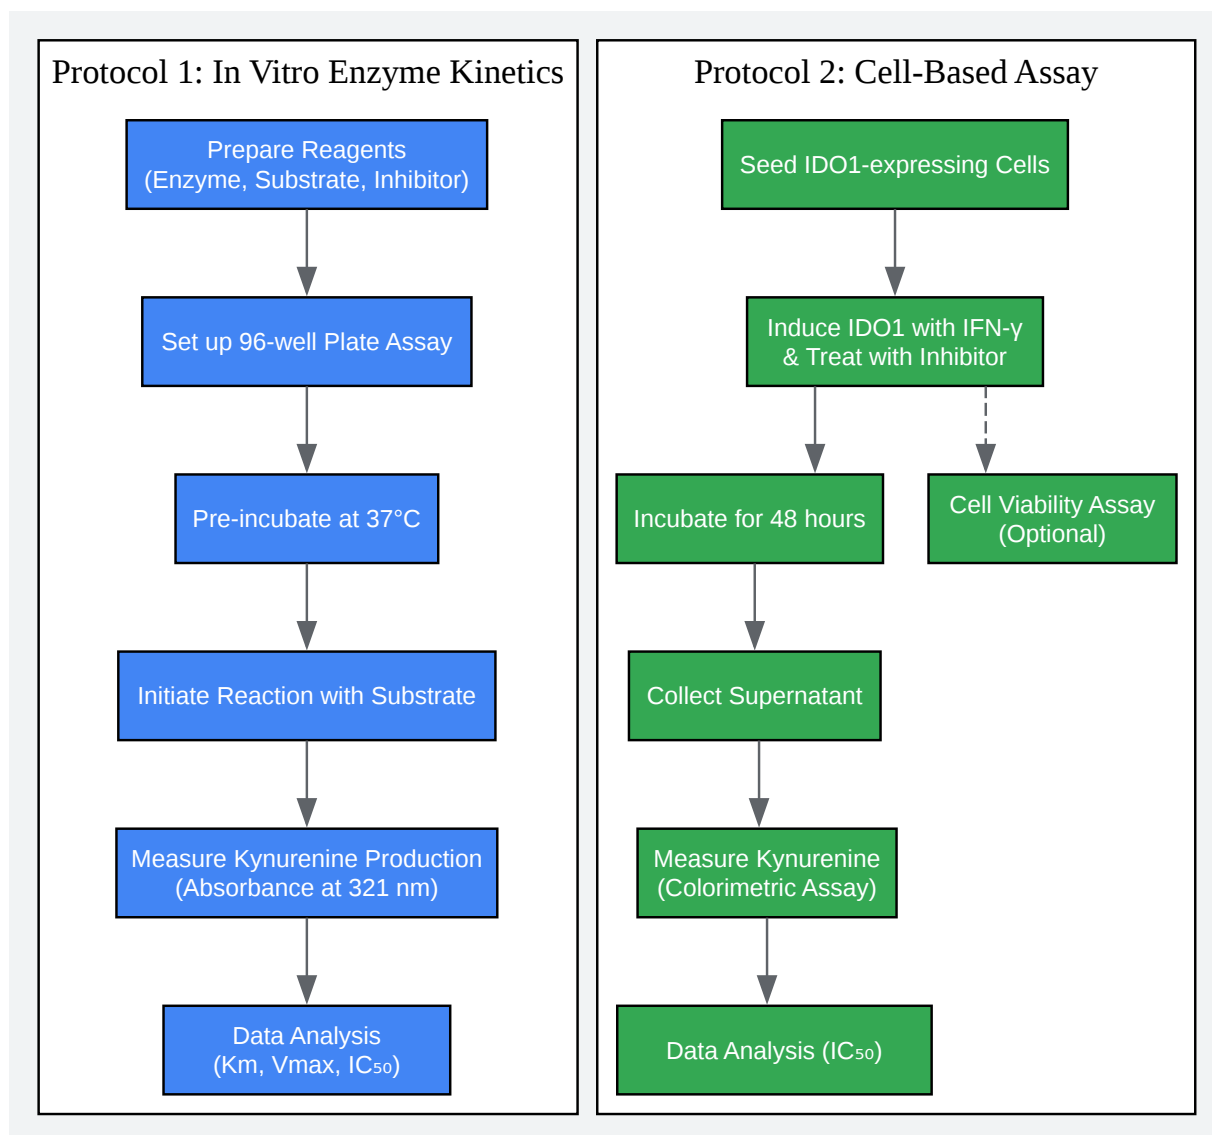 Protocol 1: In Vitro Enzyme Kinetics
Prepare Reagents
(Enzyme, Substrate, Inhibitor)
Set up 96-well Plate Assay
Pre-incubate at 37°C
Initiate Reaction with Substrate
Measure Kynurenine Production
(Absorbance at 321 nm)
Data Analysis
(Km, Vmax, IC₅₀)
Protocol 2: Cell-Based Assay
Seed IDO1-expressing Cells
Induce IDO1 with IFN-γ
& Treat with Inhibitor
Incubate for 48 hours
Cell Viability Assay
(Optional)
Collect Supernatant
Measure Kynurenine
(Colorimetric Assay)
Data Analysis (IC₅₀)